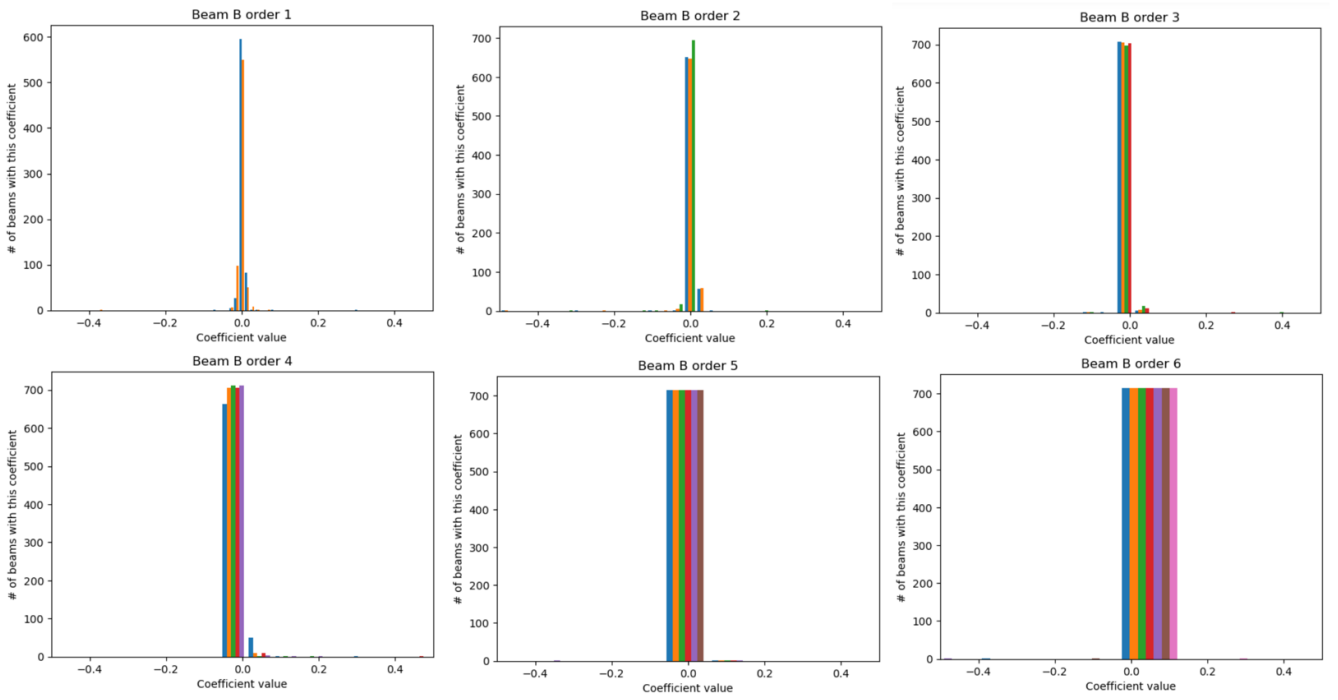 Beam B order 1
# of beams with this coefficient
600
500
400
300
200
100
0
−0.4 −0.2 0.0 0.2 0.4
Coefficient value
Beam B order 2
# of beams with this coefficient
700
600
500
400
300
200
100
0
−0.4 −0.2 0.0 0.2 0.4
Coefficient value
Beam B order 3
# of beams with this coefficient
700
600
500
400
300
200
100
0
−0.4 −0.2 0.0 0.2 0.4
Coefficient value
Beam B order 4
# of beams with this coefficient
700
600
500
400
300
200
100
0
−0.4 −0.2 0.0 0.2 0.4
Coefficient value
Beam B order 5
# of beams with this coefficient
700
600
500
400
300
200
100
0
−0.4 −0.2 0.0 0.2 0.4
Coefficient value
Beam B order 6
# of beams with this coefficient
700
600
500
400
300
200
100
0
−0.4 −0.2 0.0 0.2 0.4
Coefficient value